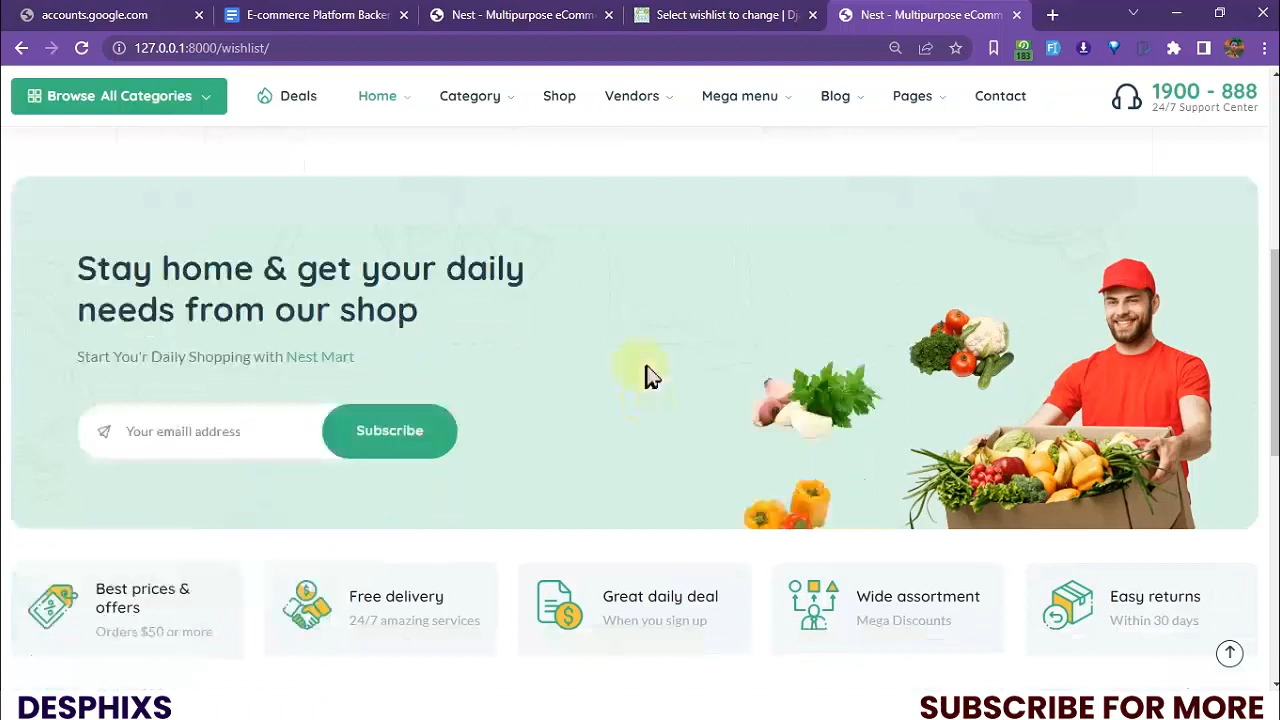 accounts.google.com
E-commerce Platform Backer
Nest - Multipurpose eComm
Select wishlist to change | Dj
Nest - Multipurpose eComm
127.0.0.1:8000/wishlist/
183
Browse All Categories
Deals
Home
Category
Shop
Vendors
Mega menu
Blog
Pages
Contact
1900 - 888
24/7 Support Center
Stay home & get your daily
needs from our shop
Start You'r Daily Shopping with Nest Mart
Your emaiil address
Subscribe
Best prices &
offers
Orders $50 or more
Free delivery
24/7 amazing services
Great daily deal
When you sign up
Wide assortment
Mega Discounts
Easy returns
Within 30 days
DESPHIXS
SUBSCRIBE FOR MORE